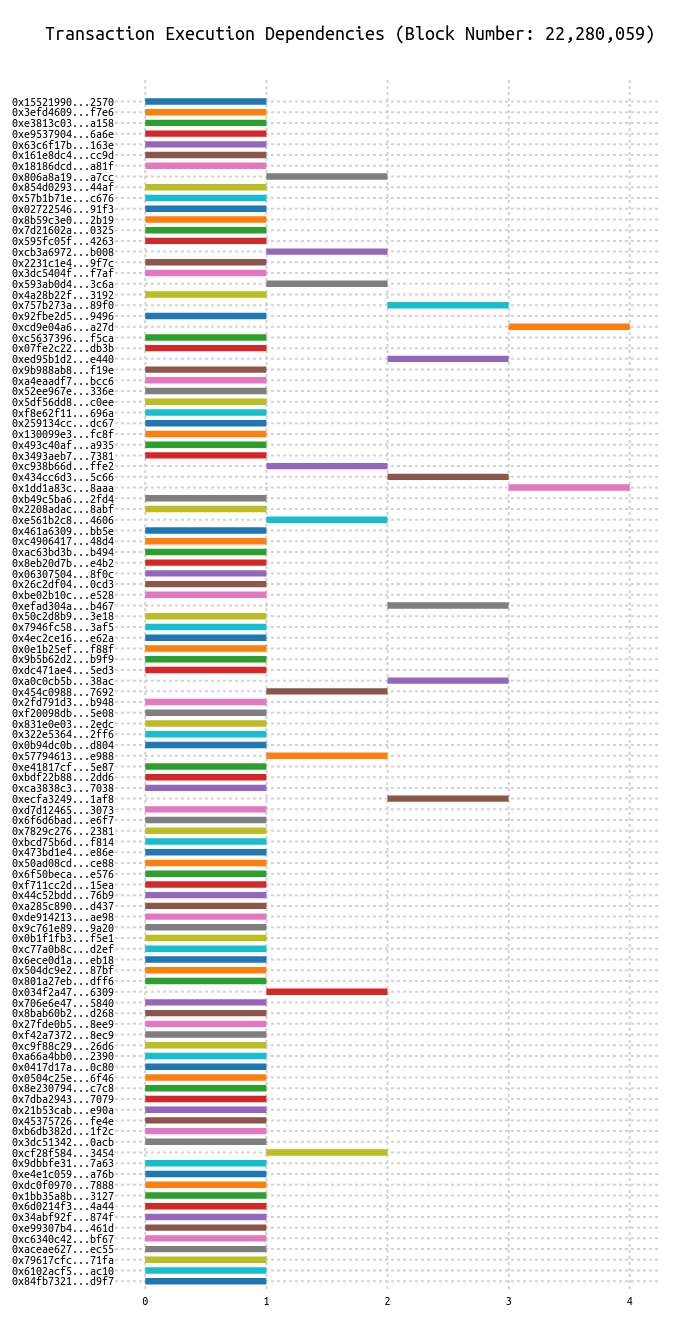 Transaction Execution Dependencies (Block Number: 22,280,059)
0x15521990...2570
0x3efd4609...f7e6
0xe3813c03...a158
0xe9537904...6a6e
0x63c6f17b...163e
0x161e8dc4...cc9d
0x18186dcd...a81f
0x806a8a19...a7cc
0x854d0293...44af
0x57b1b71e...c676
0x02722546...91f3
0x8b59c3e0...2b19
0x7d21602a...0325
0x595fc05f...4263
0xcb3a6972...b008
0x2231c1e4...9f7c
0x3dc5404f...f7af
0x593ab0d4...3c6a
0x4a28b22f...3192
0x757b273a...89f0
0x92fbe2d5...9496
0xcd9e04a6...a27d
0xc5637396...f5ca
0x07fe2c22...db3b
0xed95b1d2...e440
0x9b988ab8...f19e
0xa4eaadf7...bcc6
0x52ee967e...336e
0x5df56dd8...c0ee
0xf8e62f11...696a
0x259134cc...dc67
0x130099e3...fc8f
0x493c40af...a935
0x3493aeb7...7381
0xc938b66d...ffe2
0x434cc6d3...5c66
0x1dd1a83c...8aaa
0xb49c5ba6...2fd4
0x2208adac...8abf
0xe561b2c8...4606
0x461a6309...bb5e
0xc4906417...48d4
0xac63bd3b...b494
0x8eb20d7b...e4b2
0x06307504...8f0c
0x26c2df04...0cd3
0xbe02b10c...e528
0xefad304a...b467
0x50c2d8b9...3e18
0x7946fc58...3af5
0x4ec2ce16...e62a
0x0e1b25ef...f88f
0x9b5b62d2...b9f9
0xdc471ae4...5ed3
0xa0c0cb5b...38ac
0x454c0988...7692
0x2fd791d3...b948
0xf20098db...5e08
0x831e0e03...2edc
0x322e5364...2ff6
0x0b94dc0b...d804
0x57794613...e988
0xe41817cf...5e87
0xbdf22b88...2dd6
0xca3838c3...7038
0xecfa3249...1af8
0xd7d12465...3073
0x6f6d6bad...e6f7
0x7829c276...2381
0xbcd75b6d...f814
0x473bd1e4...e86e
0x50ad08cd...ce88
0x6f50beca...e576
0xf711cc2d...15ea
0x44c52bdd...76b9
0xa285c890...d437
0xde914213...ae98
0x9c761e89...9a20
0x0b1f1fb3...f5e1
0xc77a0b8c...d2ef
0x6ece0d1a...eb18
0x504dc9e2...87bf
0x801a27eb...dff6
0x034f2a47...6309
0x706e6e47...5840
0x8bab60b2...d268
0x27fde0b5...8ee9
0xf42a7372...8ec9
0xc9f88c29...26d6
0xa66a4bb0...2390
0x0417d17a...0c80
0x0504c25e...6f46
0x8e230794...c7c8
0x7dba2943...7079
0x21b53cab...e90a
0x45375726...fe4e
0xb6db382d...1f2c
0x3dc51342...0acb
0xcf28f584...3454
0x9dbbfe31...7a63
0xe4e1c059...a76b
0xdc0f0970...7888
0x1bb35a8b...3127
0x6d0214f3...4a44
0x34abf92f...874f
0xe99307b4...461d
0xc6340c42...bf67
0xaceae627...ec55
0x79617cfc...71fa
0x6102acf5...ac10
0x84fb7321...d9f7
0 1 2 3 4